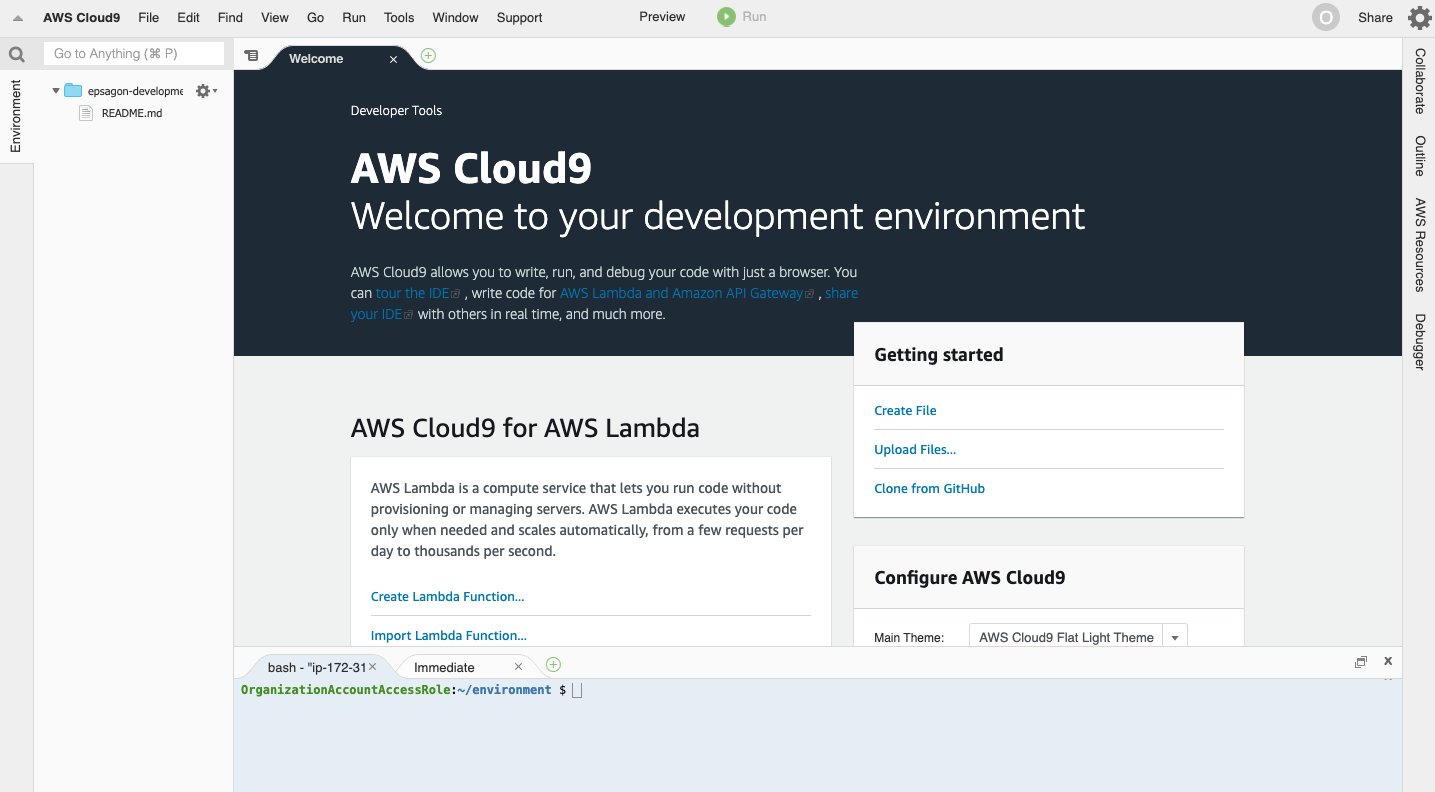 AWS Cloud9 File Edit Find View Go Run Tools Window Support Preview Run O Share
Go to Anything (⌘ P)
Environment
epsagon-developme
README.md
Welcome
Developer Tools
AWS Cloud9
Welcome to your development environment
AWS Cloud9 allows you to write, run, and debug your code with just a browser. You
can tour the IDE , write code for AWS Lambda and Amazon API Gateway , share
your IDE with others in real time, and much more.
AWS Cloud9 for AWS Lambda
AWS Lambda is a compute service that lets you run code without
provisioning or managing servers. AWS Lambda executes your code
only when needed and scales automatically, from a few requests per
day to thousands per second.
Create Lambda Function...
Import Lambda Function...
Getting started
Create File
Upload Files...
Clone from GitHub
Configure AWS Cloud9
Main Theme: AWS Cloud9 Flat Light Theme
Collaborate
Outline
AWS Resources
Debugger
bash - "ip-172-31 Immediate
OrganizationAccountAccessRole:~/environment $